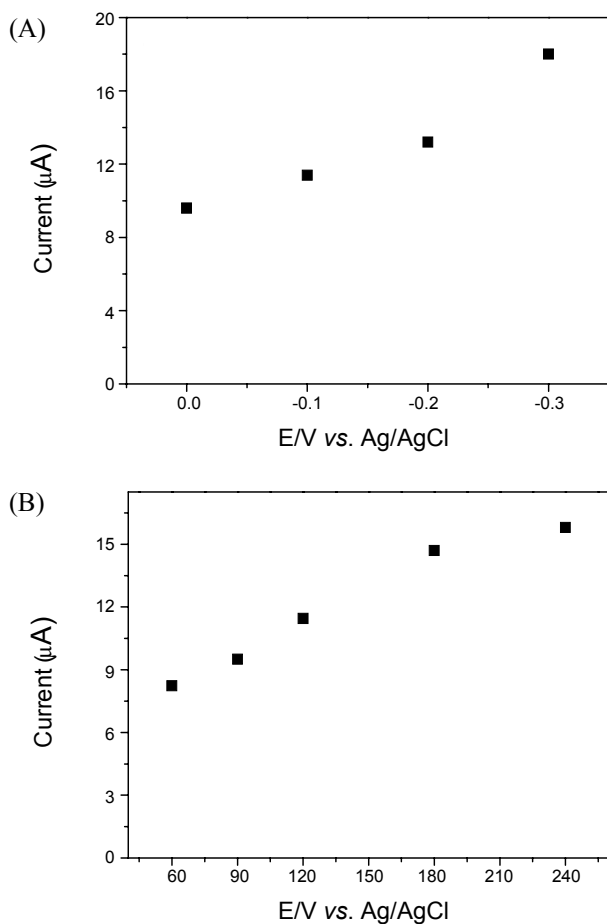 (A)
20
16
12
8
4
0
Current (μA)
0.0 -0.1 -0.2 -0.3
E/V vs. Ag/AgCl
(B)
15
12
9
6
3
0
Current (μA)
60 90 120 150 180 210 240
E/V vs. Ag/AgCl